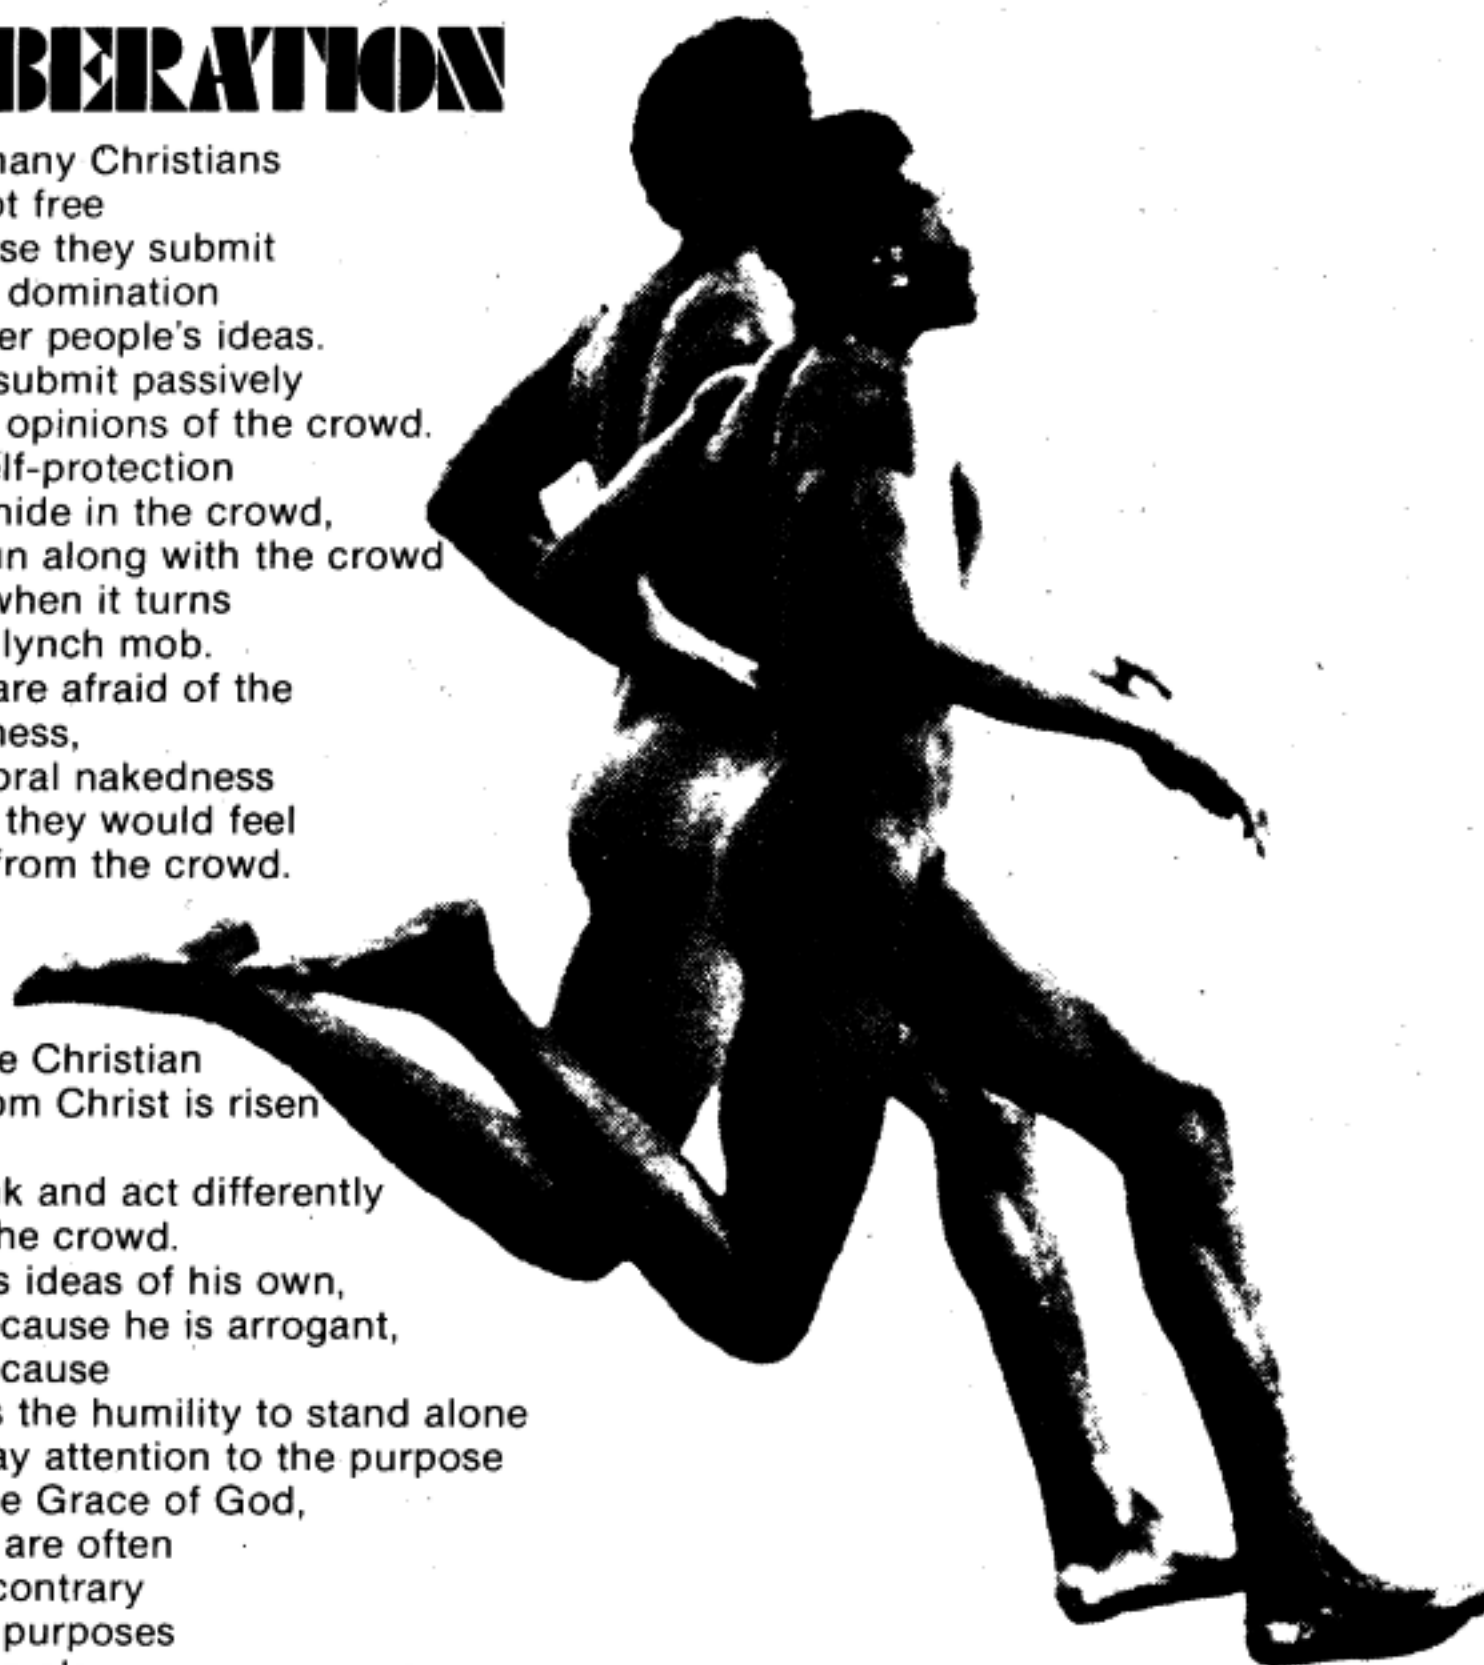 BERATION
any Christians
ot free
se they submit
domination
er people's ideas.
submit passively
opinions of the crowd.
lf-protection
hide in the crowd,
n along with the crowd
when it turns
lynch mob.
are afraid of the
ness,
oral nakedness
they would feel
from the crowd.
e Christian
om Christ is risen
k and act differently
he crowd.
s ideas of his own,
cause he is arrogant,
cause
s the humility to stand alone
ay attention to the purpose
e Grace of God,
are often
contrary
purposes